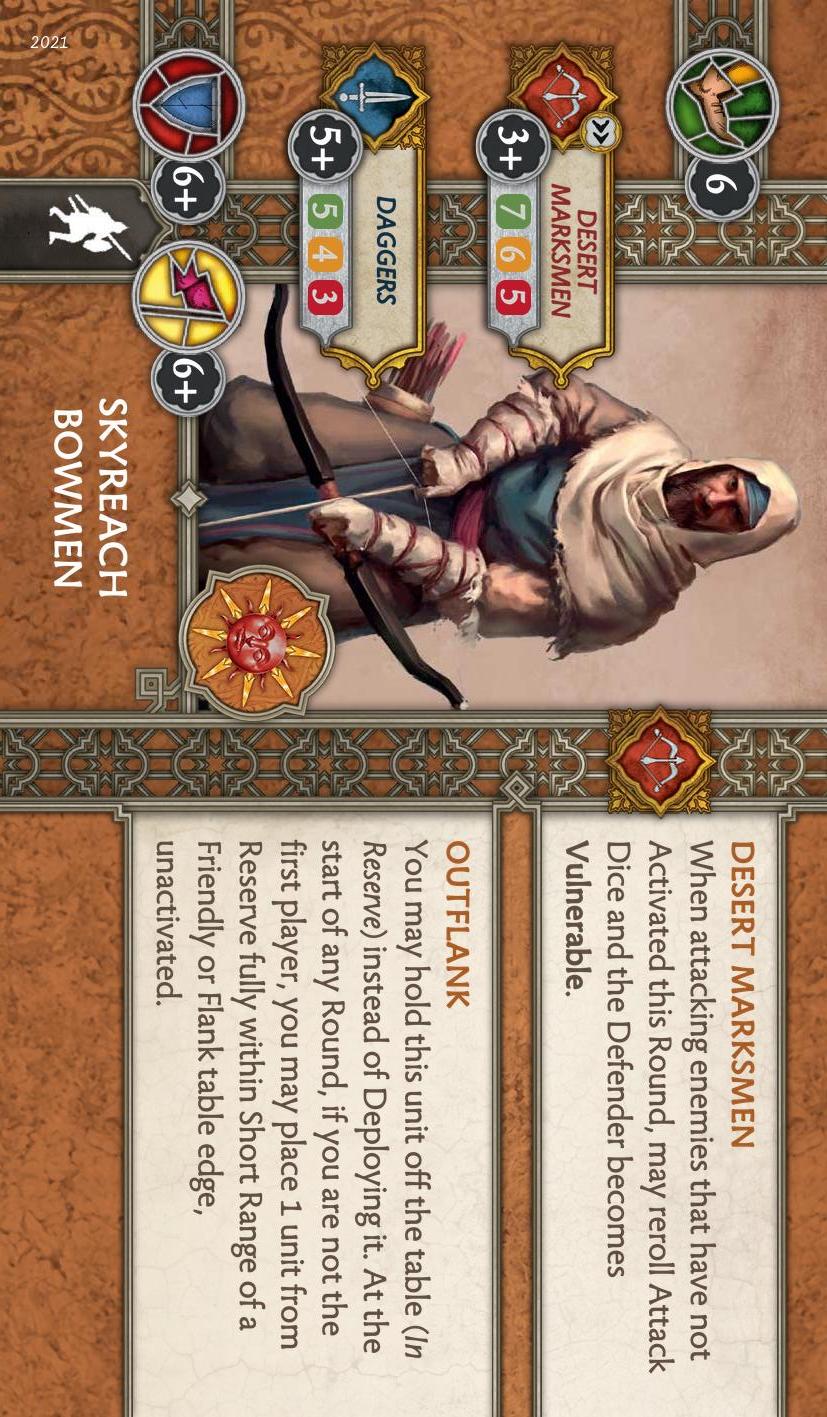 6
DESERT
MARKSMEN
3+
7 6 5
DAGGERS
5+
5 4 3
6+
6+
SKYREACH
BOWMEN
DESERT MARKSMEN
When attacking enemies that have not
Activated this Round, may reroll Attack
Dice and the Defender becomes
Vulnerable.
OUTFLANK
You may hold this unit off the table (In
Reserve) instead of Deploying it. At the
start of any Round, if you are not the
first player, you may place 1 unit from
Reserve fully within Short Range of a
Friendly or Flank table edge,
unactivated.
2021